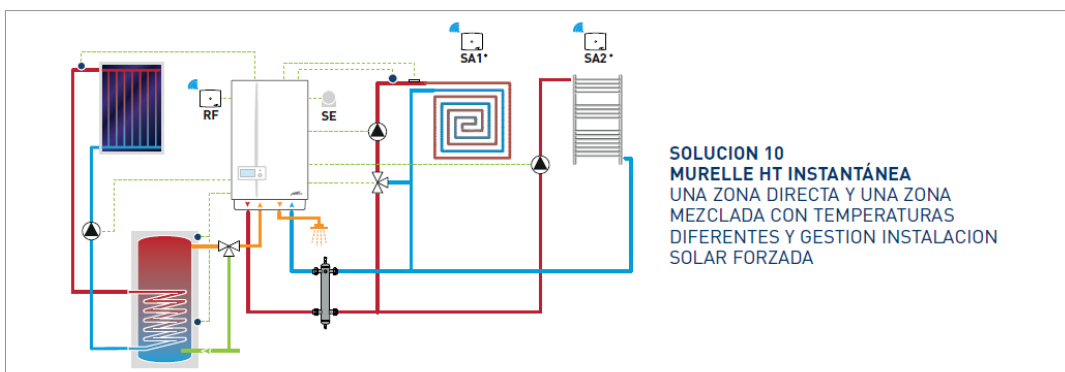 SA1*
SA2*
RF
SE
SOLUCION 10
MURELLE HT INSTANTÁNEA
UNA ZONA DIRECTA Y UNA ZONA
MEZCLADA CON TEMPERATURAS
DIFERENTES Y GESTION INSTALACION
SOLAR FORZADA